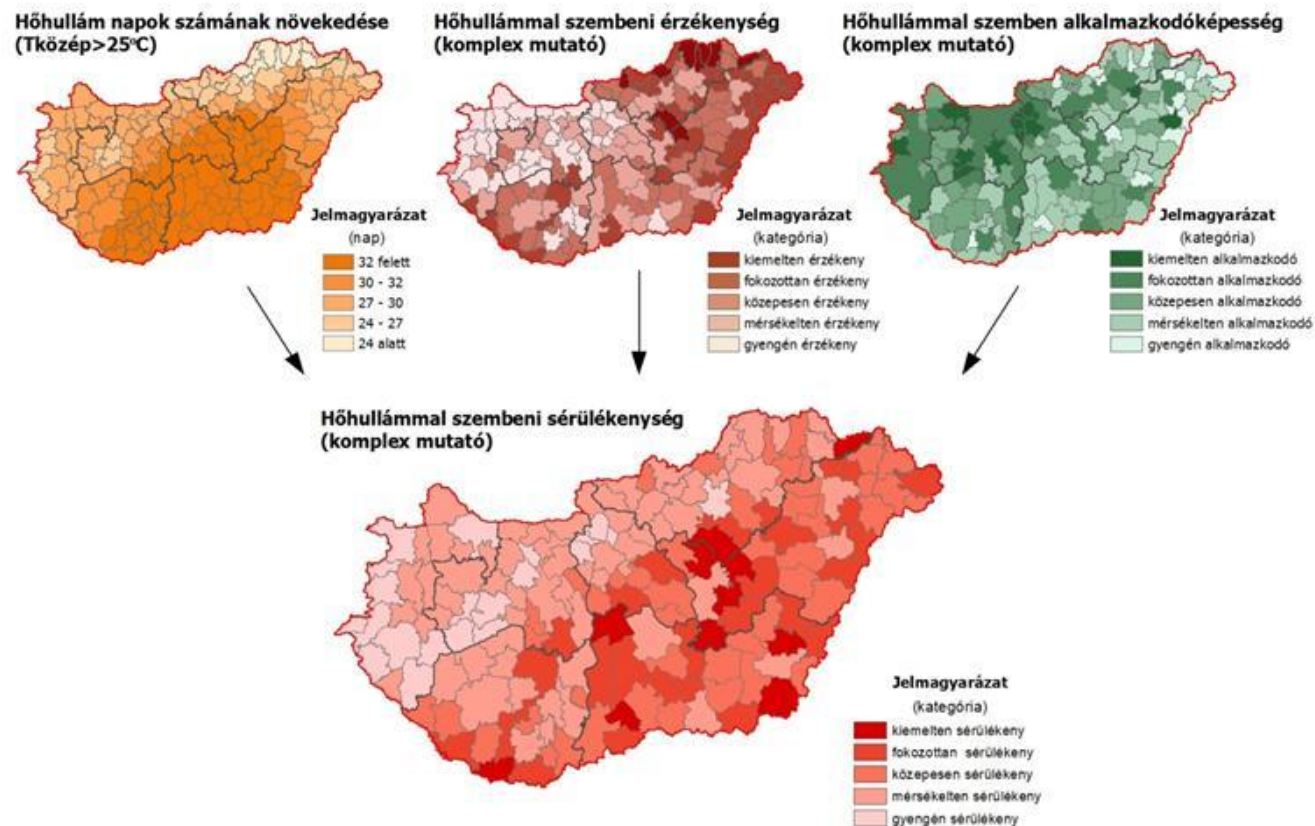 Hőhullám napok számának növekedése
(Tközép>25°C)
Jelmagyarázat
(nap)
32 felett
30 - 32
27 - 30
24 - 27
24 alatt
Hőhullámmal szembeni érzékenység
(komplex mutató)
Jelmagyarázat
(kategória)
kiemelten érzékeny
fokozottan érzékeny
közepesen érzékeny
mérsékelten érzékeny
gyengén érzékeny
Hőhullámmal szemben alkalmazkodóképesség
(komplex mutató)
Jelmagyarázat
(kategória)
kiemelten alkalmazkodó
fokozottan alkalmazkodó
közepesen alkalmazkodó
mérsékelten alkalmazkodó
gyengén alkalmazkodó
Hőhullámmal szembeni sérülékenység
(komplex mutató)
Jelmagyarázat
(kategória)
kiemelten sérülékeny
fokozottan sérülékeny
közepesen sérülékeny
mérsékelten sérülékeny
gyengén sérülékeny